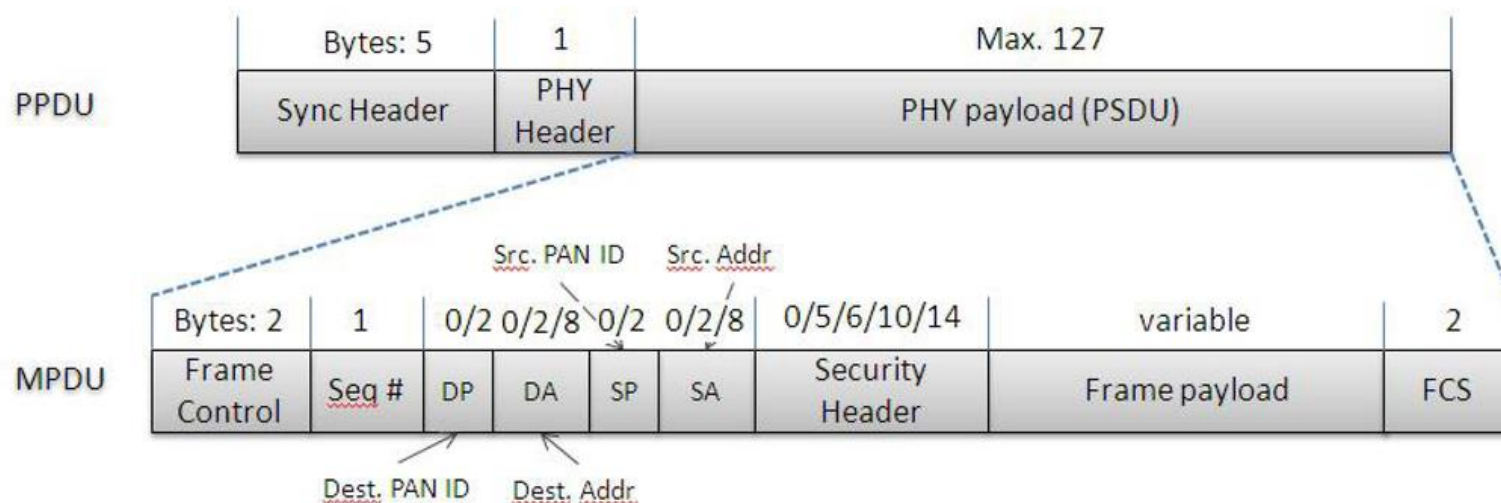 Bytes: 5 1 Max. 127
PPDU Sync Header PHY Header PHY payload (PSDU)
Src. PAN ID Src. Addr
Bytes: 2 1 0/2 0/2/8 0/2 0/2/8 0/5/6/10/14 variable 2
MPDU Frame Control Seq # DP DA SP SA Security Header Frame payload FCS
Dest. PAN ID Dest. Addr